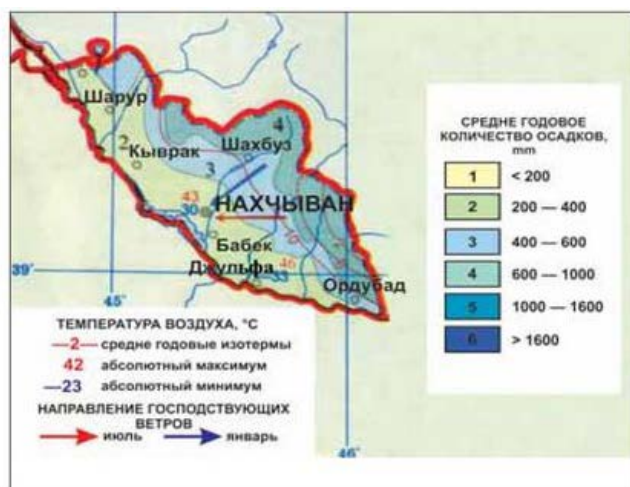 Шарур
4
Шахбуз
2
Кыврак
3
43
30
НАХЧЫВАН
10
Бабек
46
39°
Джульфа
33
Ордубад
45°
ТЕМПЕРАТУРА ВОЗДУХА, °С
—2— средне годовые изотермы
42 абсолютный максимум
—23 абсолютный минимум
НАПРАВЛЕНИЕ ГОСПОДСТВУЮЩИХ
ВЕТРОВ
июль январь
46°
СРЕДНЕ ГОДОВОЕ
КОЛИЧЕСТВО ОСАДКОВ,
mm
1 < 200
2 200 — 400
3 400 — 600
4 600 — 1000
5 1000 — 1600
6 > 1600